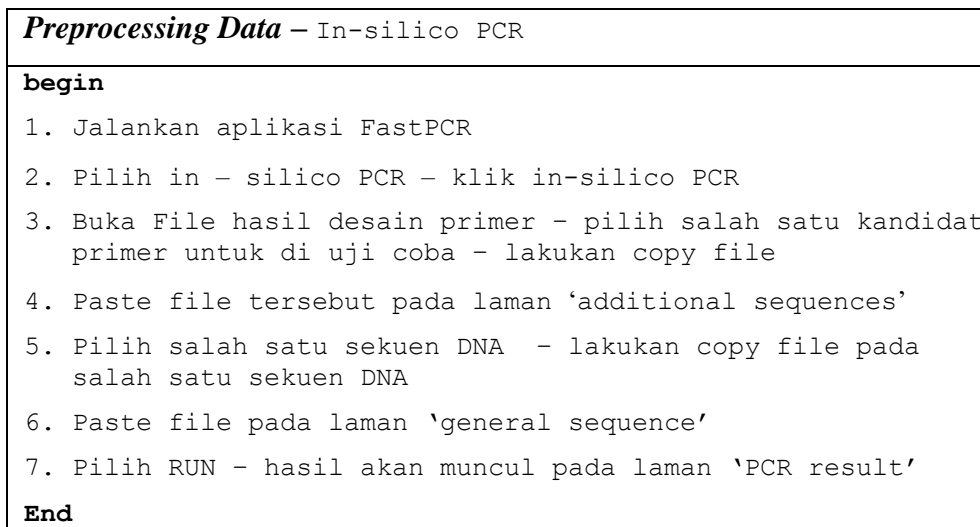 Preprocessing Data – In-silico PCR
begin
1. Jalankan aplikasi FastPCR
2. Pilih in – silico PCR – klik in-silico PCR
3. Buka File hasil desain primer – pilih salah satu kandidat
primer untuk di uji coba – lakukan copy file
4. Paste file tersebut pada laman ‘additional sequences’
5. Pilih salah satu sekuen DNA – lakukan copy file pada
salah satu sekuen DNA
6. Paste file pada laman ‘general sequence’
7. Pilih RUN – hasil akan muncul pada laman ‘PCR result’
End